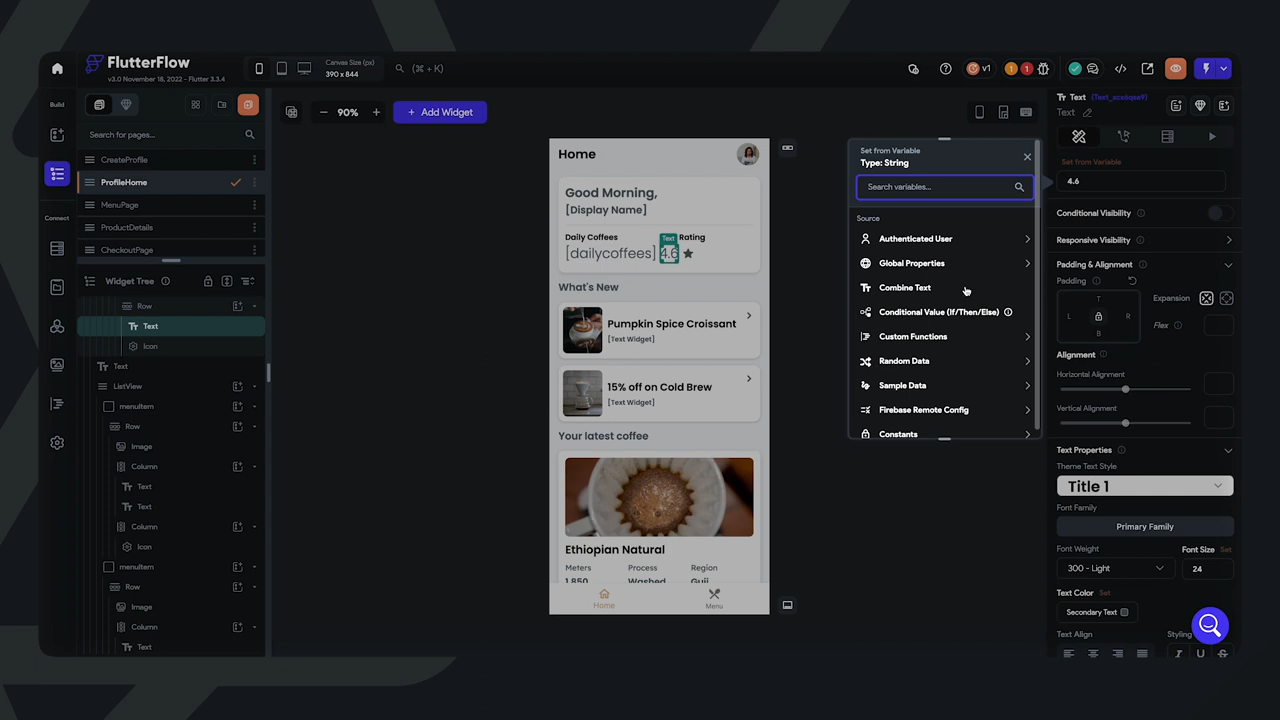 FlutterFlow
v3.0 November 18, 2022 - Flutter 3.3.4
Canvas Size (px)
390 x 844
(⌘ + K)
v1
1
1
Build
Connect
Search for pages...
CreateProfile
ProfileHome
MenuPage
ProductDetails
CheckoutPage
Widget Tree
Row
Text
Icon
Text
ListView
menuItem
Row
Image
Column
Text
Text
Column
Icon
menuItem
Row
Image
Column
Text
90%
+ Add Widget
Home
Good Morning,
[Display Name]
Daily Coffees
Text
Rating
[dailycoffees]
4.6
What's New
Pumpkin Spice Croissant
[Text Widget]
15% off on Cold Brew
[Text Widget]
Your latest coffee
Ethiopian Natural
Meters
Process
Region
1,850
Washed
Guji
Home
Menu
Set from Variable
Type: String
Search variables...
Source
Authenticated User
Global Properties
Combine Text
Conditional Value (If/Then/Else)
Custom Functions
Random Data
Sample Data
Firebase Remote Config
Constants
Text
Text
Set from Variable
4.6
Conditional Visibility
Responsive Visibility
Padding & Alignment
Padding
T
L
R
B
Expansion
Flex
Alignment
Horizontal Alignment
Vertical Alignment
Text Properties
Theme Text Style
Title 1
Font Family
Primary Family
Font Weight
Font Size
Set
300 - Light
24
Text Color
Set
Secondary Text
Text Align
Styling